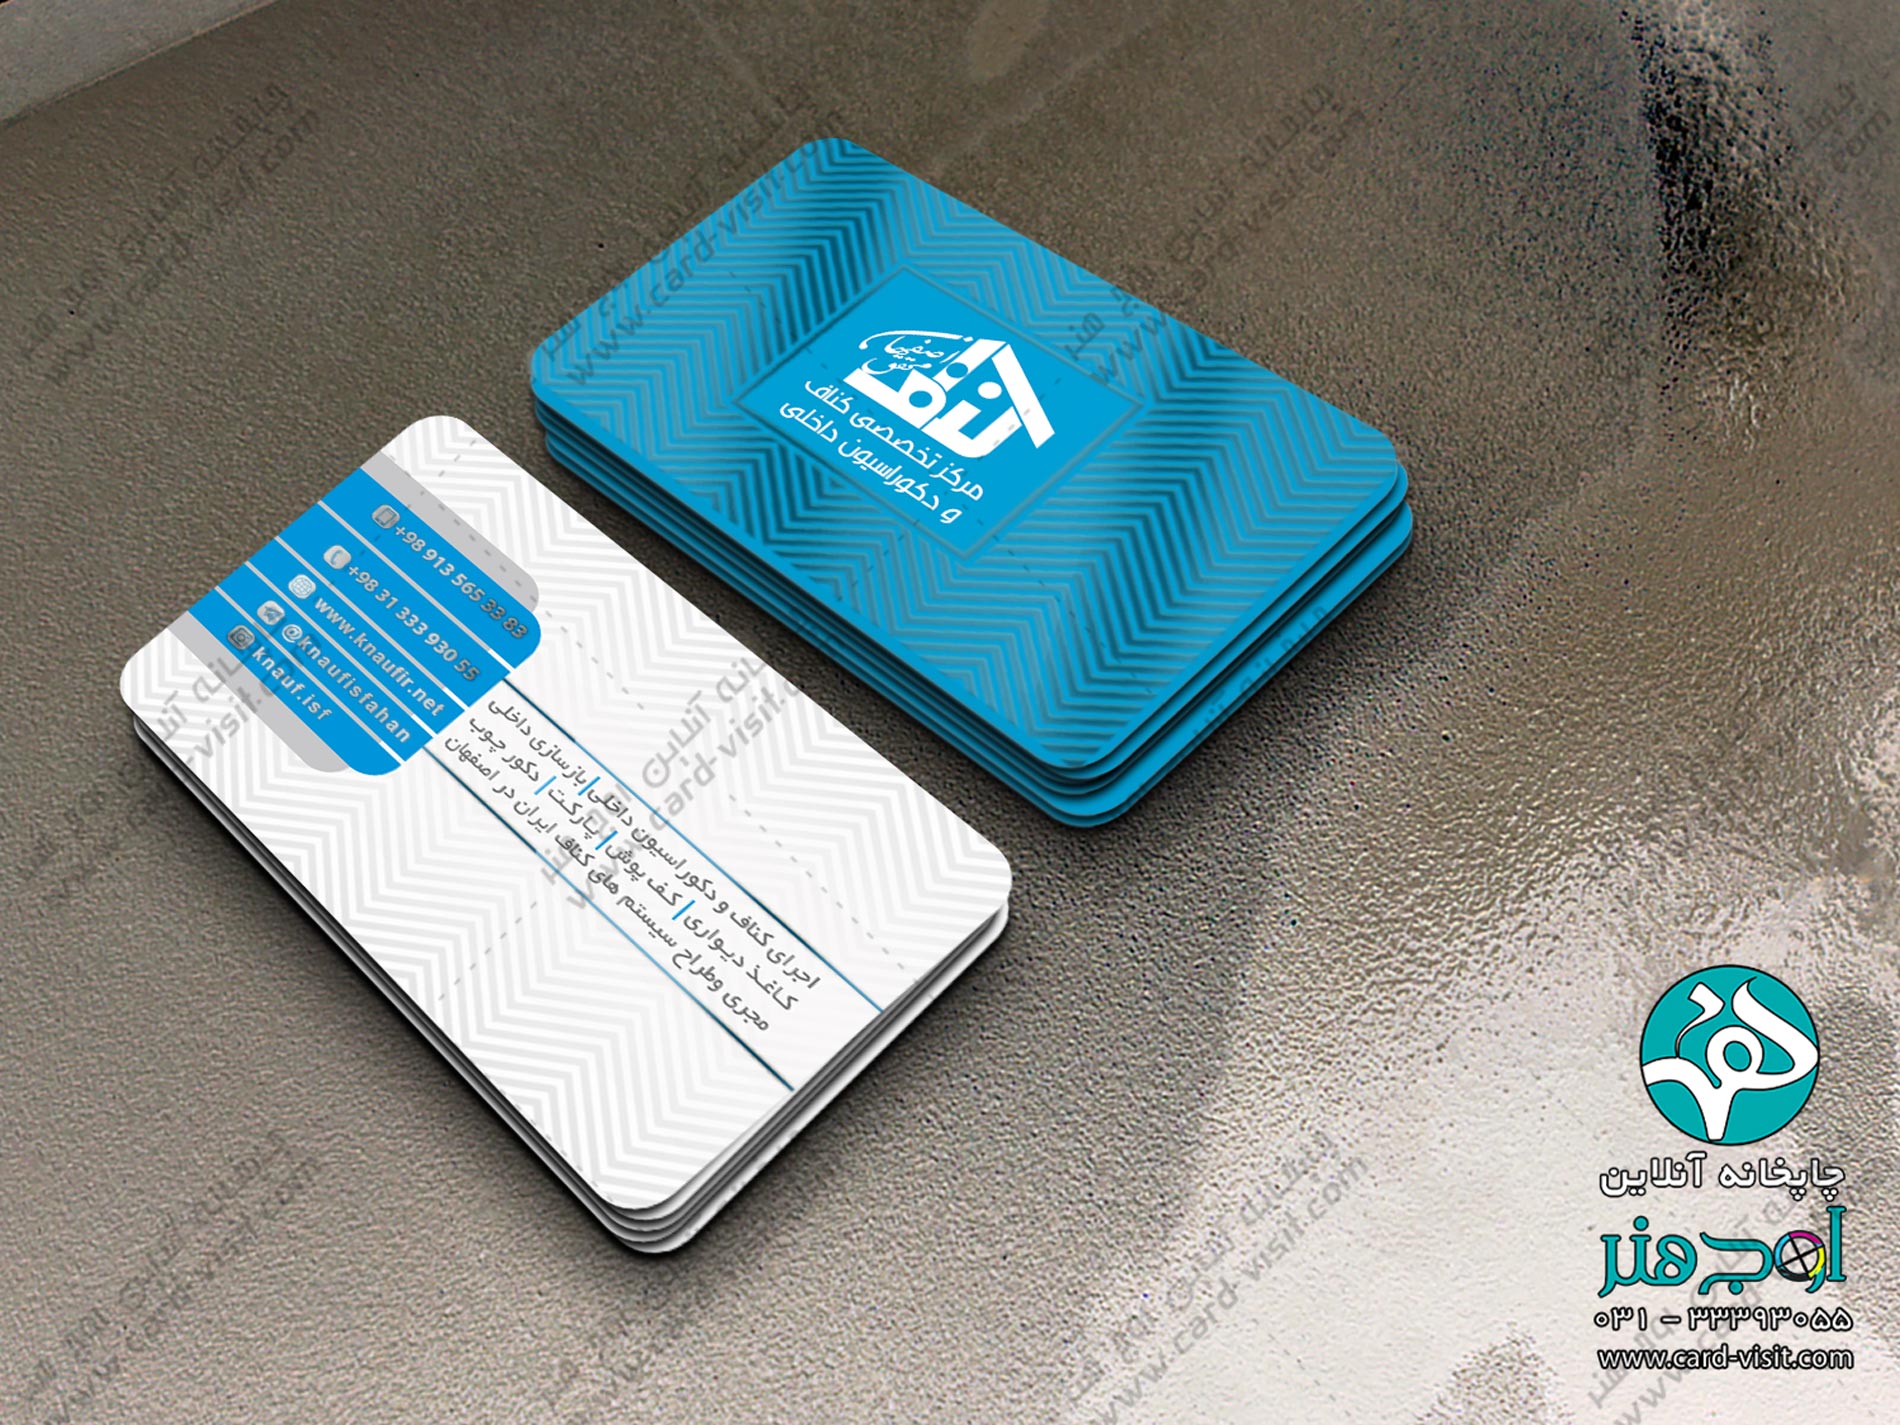 اصفهان
کناف
مرکز تخصصی کناف
و دکوراسیون داخلی
+98 913 565 33 83
+98 31 333 930 55
www.knaufir.net
@knaufisfahan
knauf.isf
اجرای کناف و دکوراسیون داخلی | بازسازی داخلی
کاغذ دیواری | کف پوش | پارکت | دکور چوب
مجری وطراح سیستم های کناف ایران در اصفهان
چاپخانه آنلاین
اوج هنر
۰۳۱ - ۳۳۳۹۳۰۵۵
www.card-visit.com